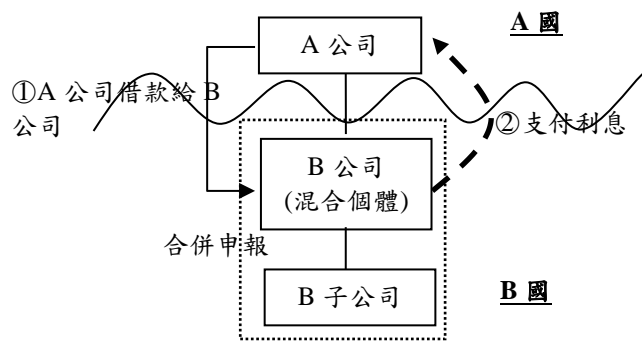 A 國
A 公司
①A 公司借款給 B
公司
②支付利息
B 公司
(混合個體)
合併申報
B 子公司
B 國